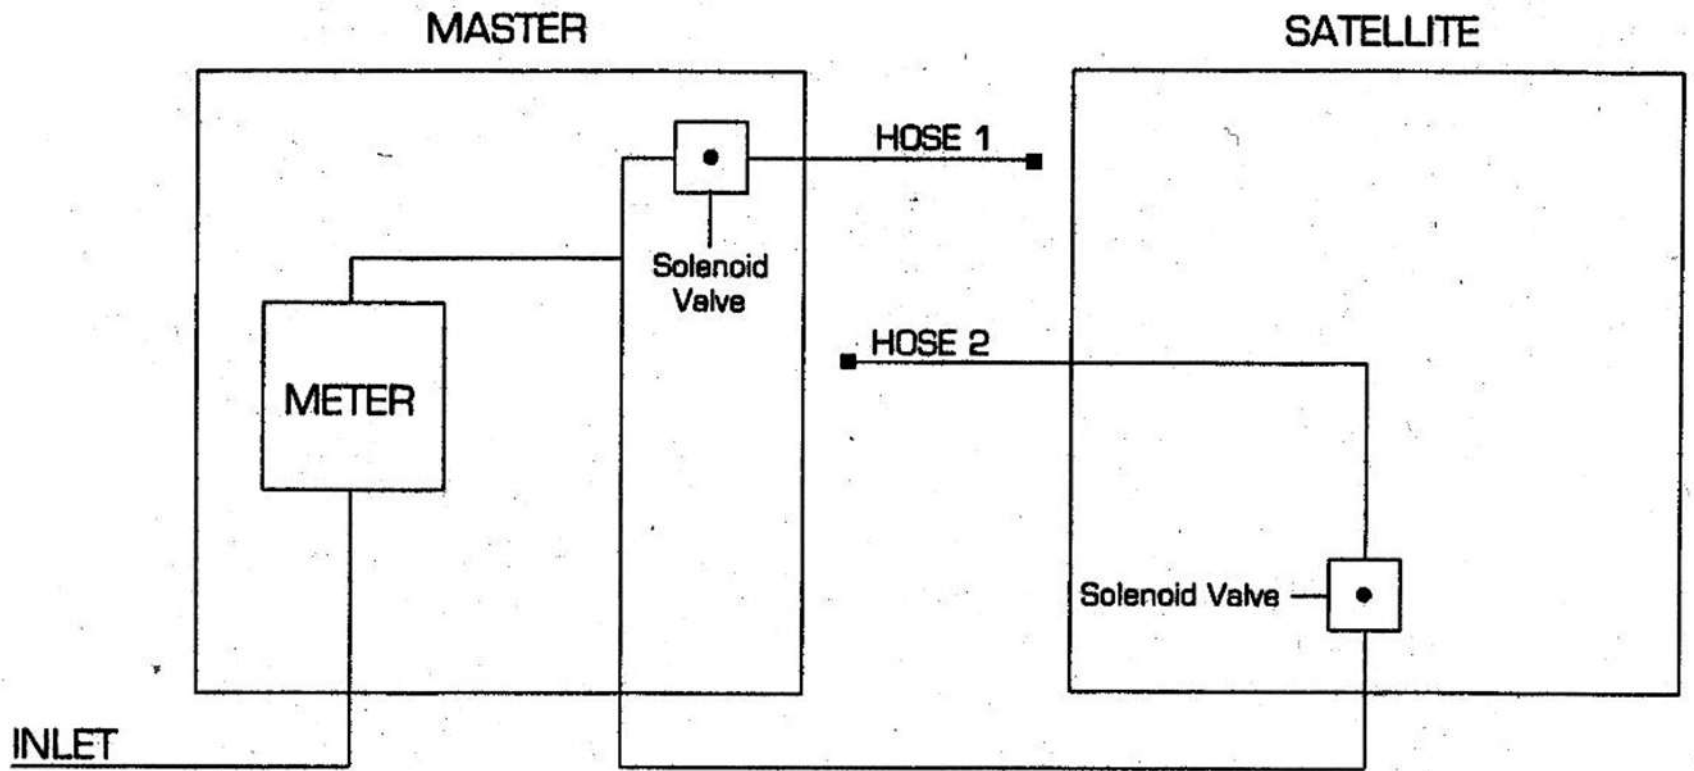 MASTER
SATELLITE
HOSE 1
Solenoid
Valve
HOSE 2
METER
Solenoid Valve
INLET